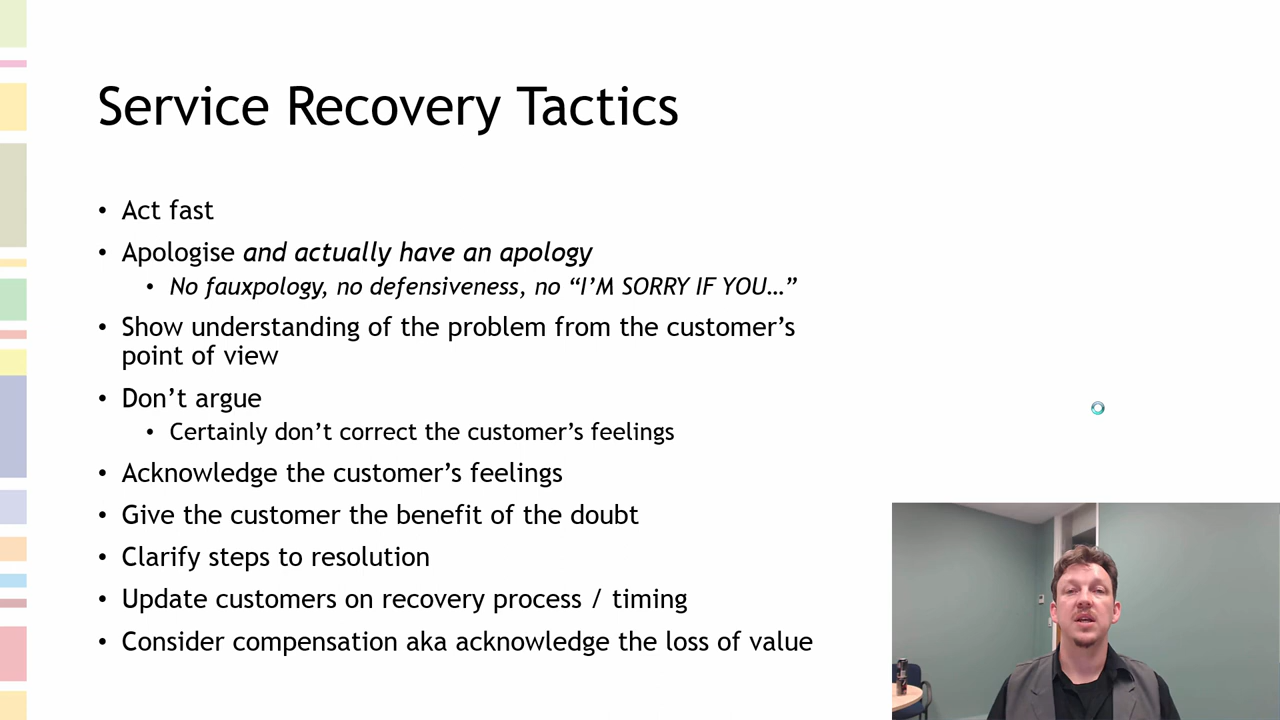 Service Recovery Tactics
• Act fast
• Apologise and actually have an apology
• No fauxpology, no defensiveness, no “I’M SORRY IF YOU…”
• Show understanding of the problem from the customer’s
point of view
• Don’t argue
• Certainly don’t correct the customer’s feelings
• Acknowledge the customer’s feelings
• Give the customer the benefit of the doubt
• Clarify steps to resolution
• Update customers on recovery process / timing
• Consider compensation aka acknowledge the loss of value